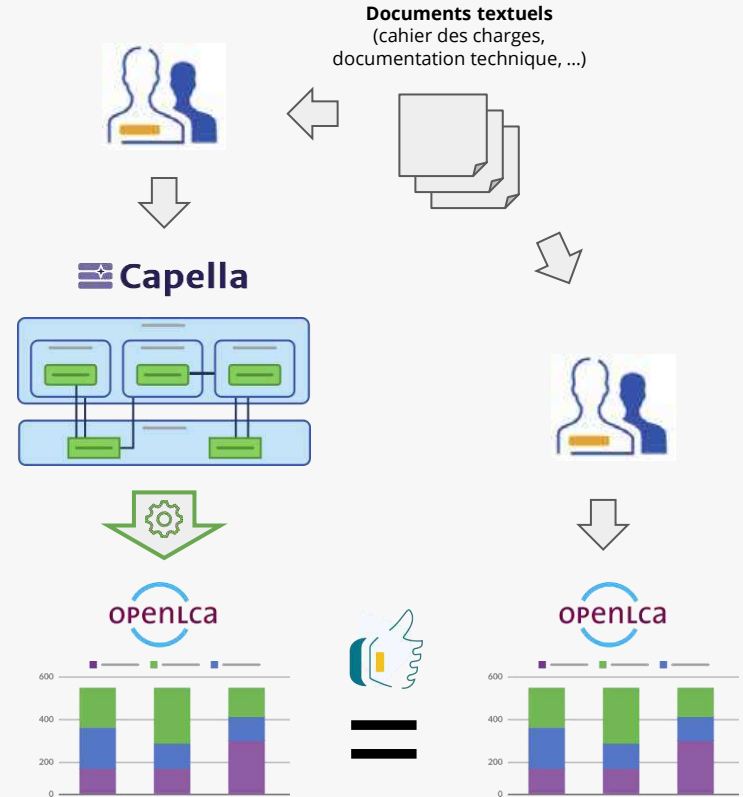 Documents textuels
(cahier des charges,
documentation technique, ...)
Capella
openLca
openLca
600
400
200
0
600
400
200
0